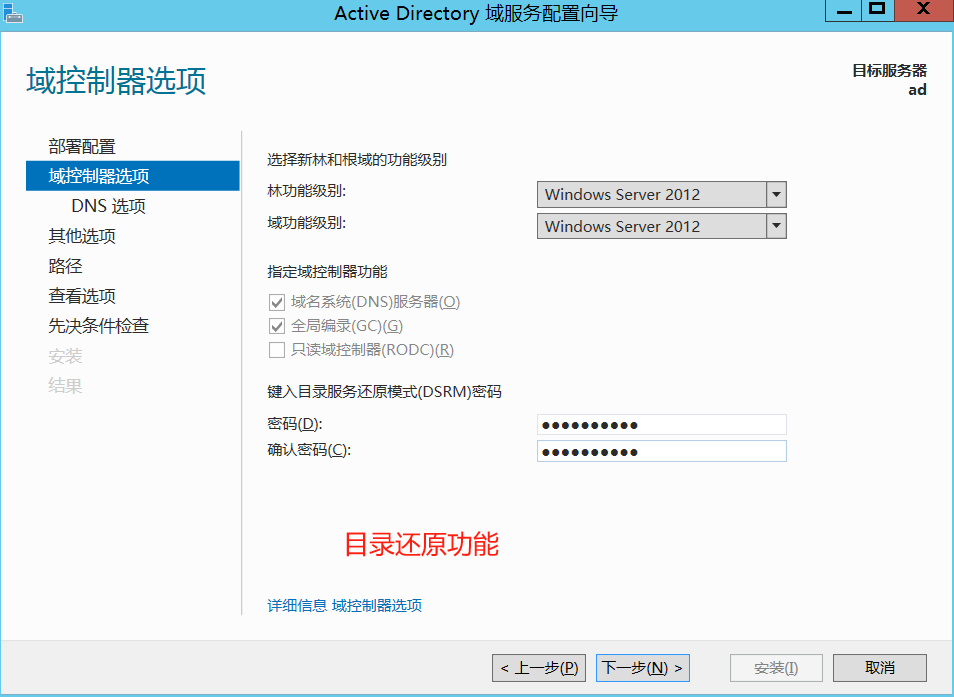 Active Directory 域服务配置向导
域控制器选项
目标服务器
ad
部署配置
域控制器选项
DNS 选项
其他选项
路径
查看选项
先决条件检查
安装
结果
选择新林和根域的功能级别
林功能级别: Windows Server 2012
域功能级别: Windows Server 2012
指定域控制器功能
域名系统(DNS)服务器(O)
全局编录(GC)(G)
只读域控制器(RODC)(R)
键入目录服务还原模式(DSRM)密码
密码(D): ●●●●●●●●●●
确认密码(C): ●●●●●●●●●●
目录还原功能
详细信息 域控制器选项
< 上一步(P) 下一步(N) > 安装(I) 取消